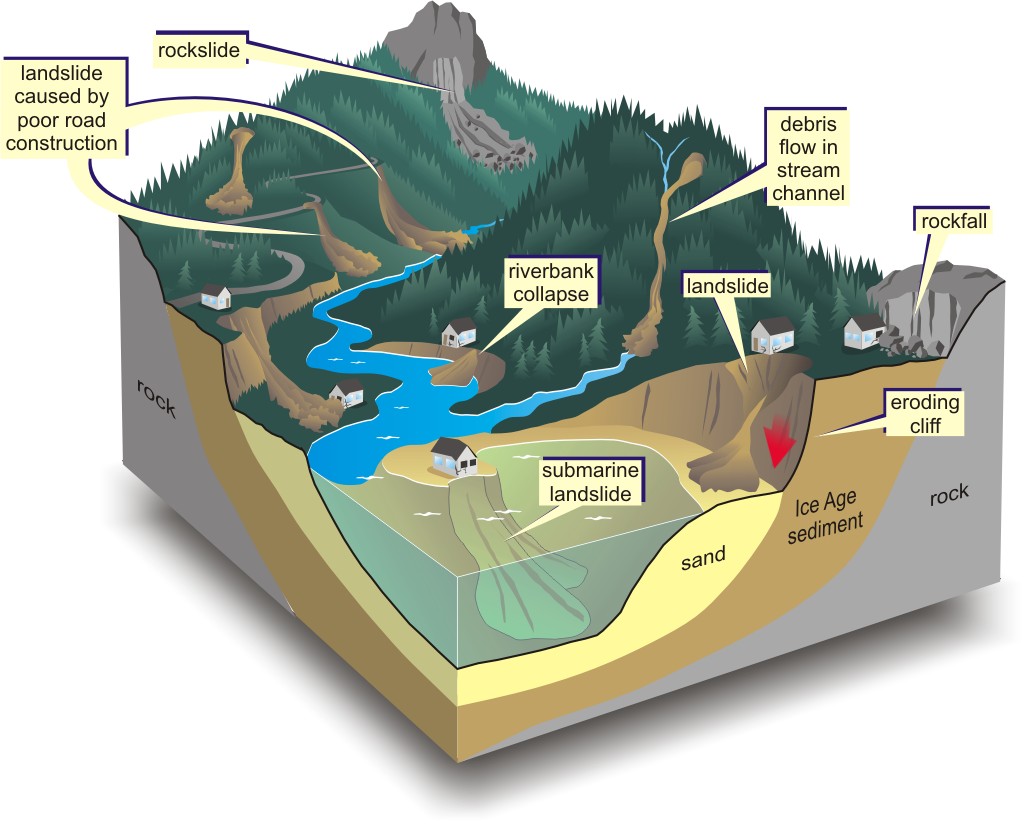 rockslide
landslide
caused by
poor road
construction
debris
flow in
stream
channel
rockfall
riverbank
collapse
landslide
rock
eroding
cliff
submarine
landslide
Ice Age
sediment
rock
sand